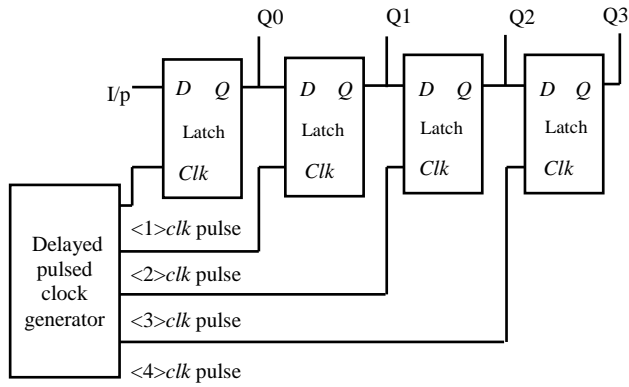 Q0 Q1 Q2 Q3
I/p
D Q
Latch
Clk
D Q
Latch
Clk
D Q
Latch
Clk
D Q
Latch
Clk
Delayed
pulsed
clock
generator
<1>clk pulse
<2>clk pulse
<3>clk pulse
<4>clk pulse